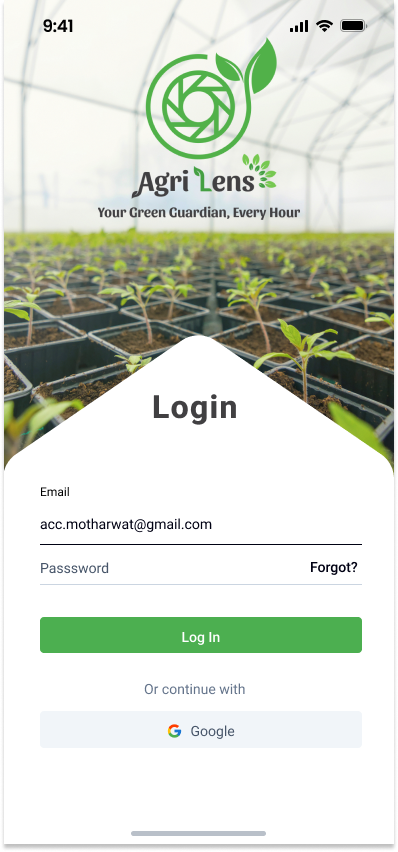 9:41
Agri Lens
Your Green Guardian, Every Hour
Login
Email
acc.motharwat@gmail.com
Passsword
Forgot?
Log In
Or continue with
Google